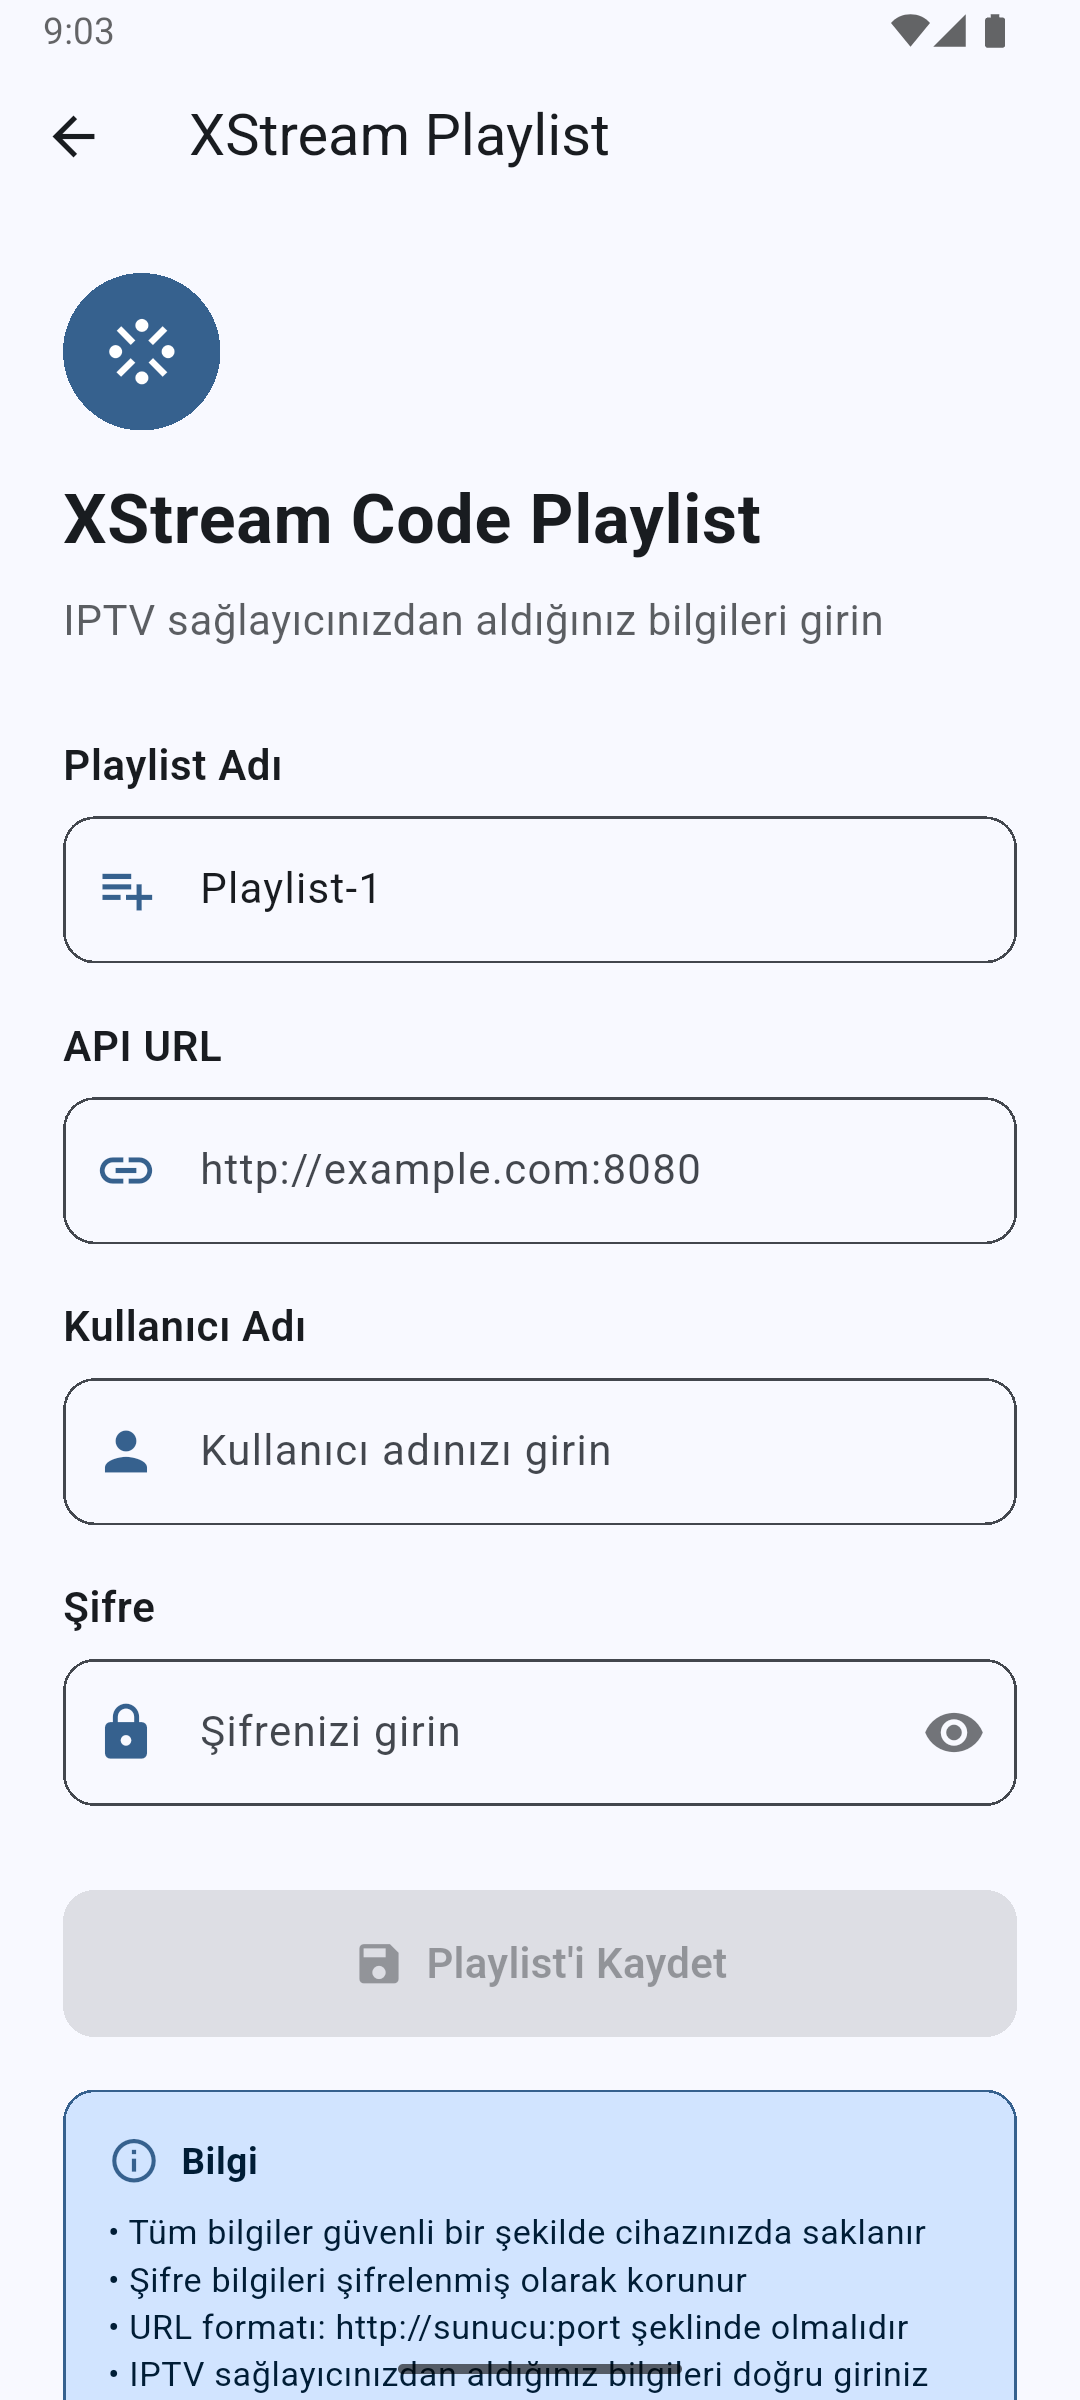 9:03
XStream Playlist
XStream Code Playlist
IPTV sağlayıcınızdan aldığınız bilgileri girin
Playlist Adı
Playlist-1
API URL
http://example.com:8080
Kullanıcı Adı
Kullanıcı adınızı girin
Şifre
Şifrenizi girin
Playlist'i Kaydet
Bilgi
• Tüm bilgiler güvenli bir şekilde cihazınızda saklanır
• Şifre bilgileri şifrelenmiş olarak korunur
• URL formatı: http://sunucu:port şeklinde olmalıdır
• IPTV sağlayıcınızdan aldığınız bilgileri doğru giriniz